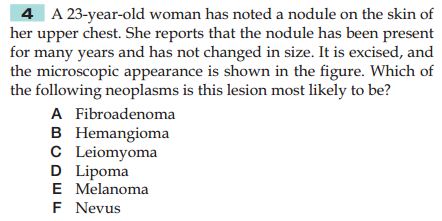 4 A 23-year-old woman has noted a nodule on the skin of
her upper chest. She reports that the nodule has been present
for many years and has not changed in size. It is excised, and
the microscopic appearance is shown in the figure. Which of
the following neoplasms is this lesion most likely to be?
A Fibroadenoma
B Hemangioma
C Leiomyoma
D Lipoma
E Melanoma
F Nevus